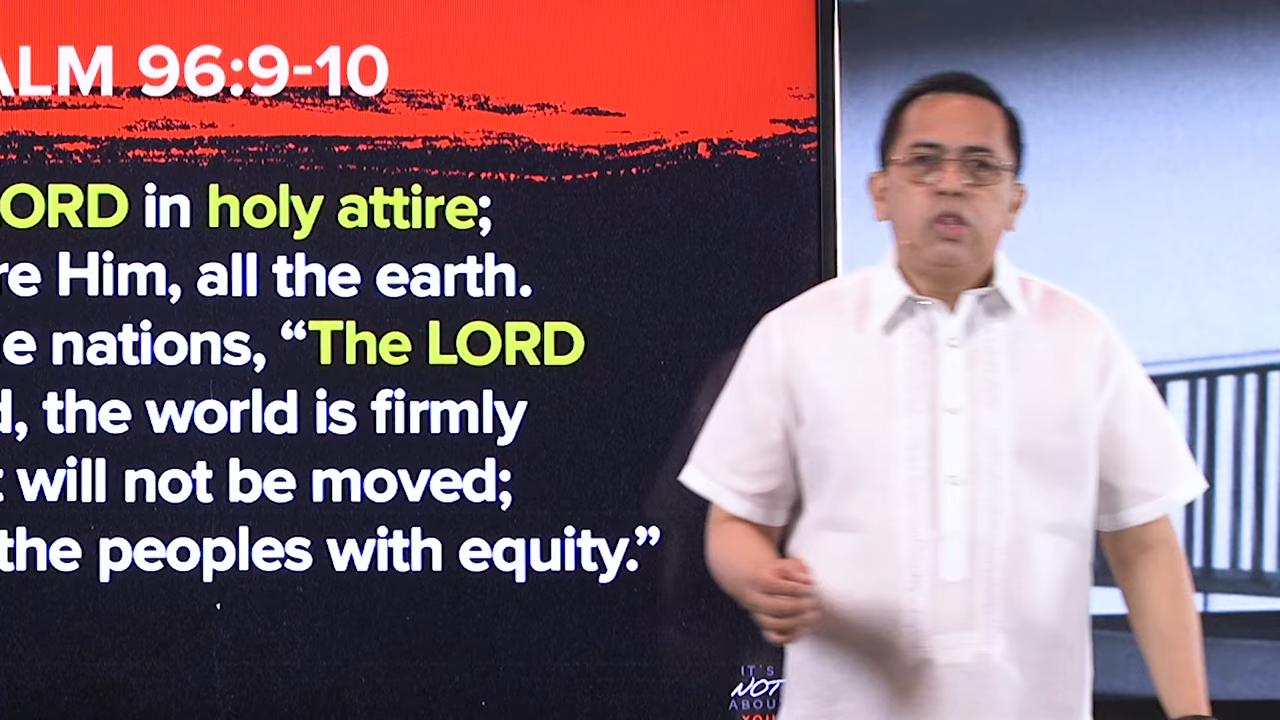 ALM 96:9-10
ORD in holy attire;
re Him, all the earth.
e nations, “The LORD
d, the world is firmly
t will not be moved;
the peoples with equity.”
IT'S
NOT
ABOU
YOU